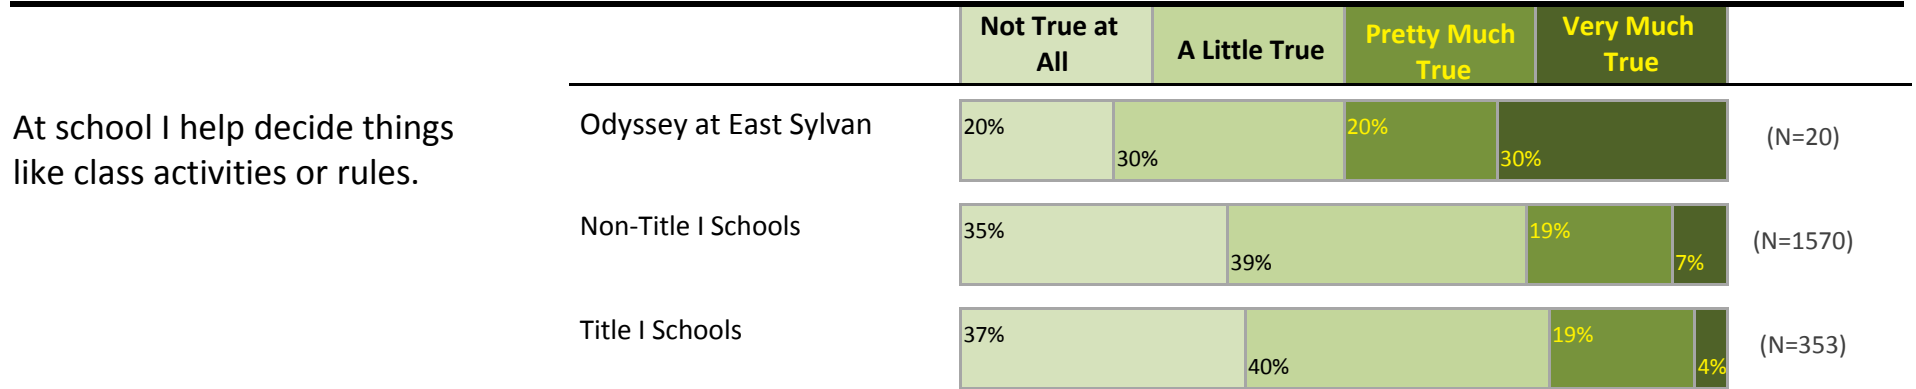 Not True at
All
A Little True
Pretty Much
True
Very Much
True
At school I help decide things
like class activities or rules.
Odyssey at East Sylvan
20%
30%
20%
30%
(N=20)
Non-Title I Schools
35%
39%
19%
7%
(N=1570)
Title I Schools
37%
40%
19%
4%
(N=353)